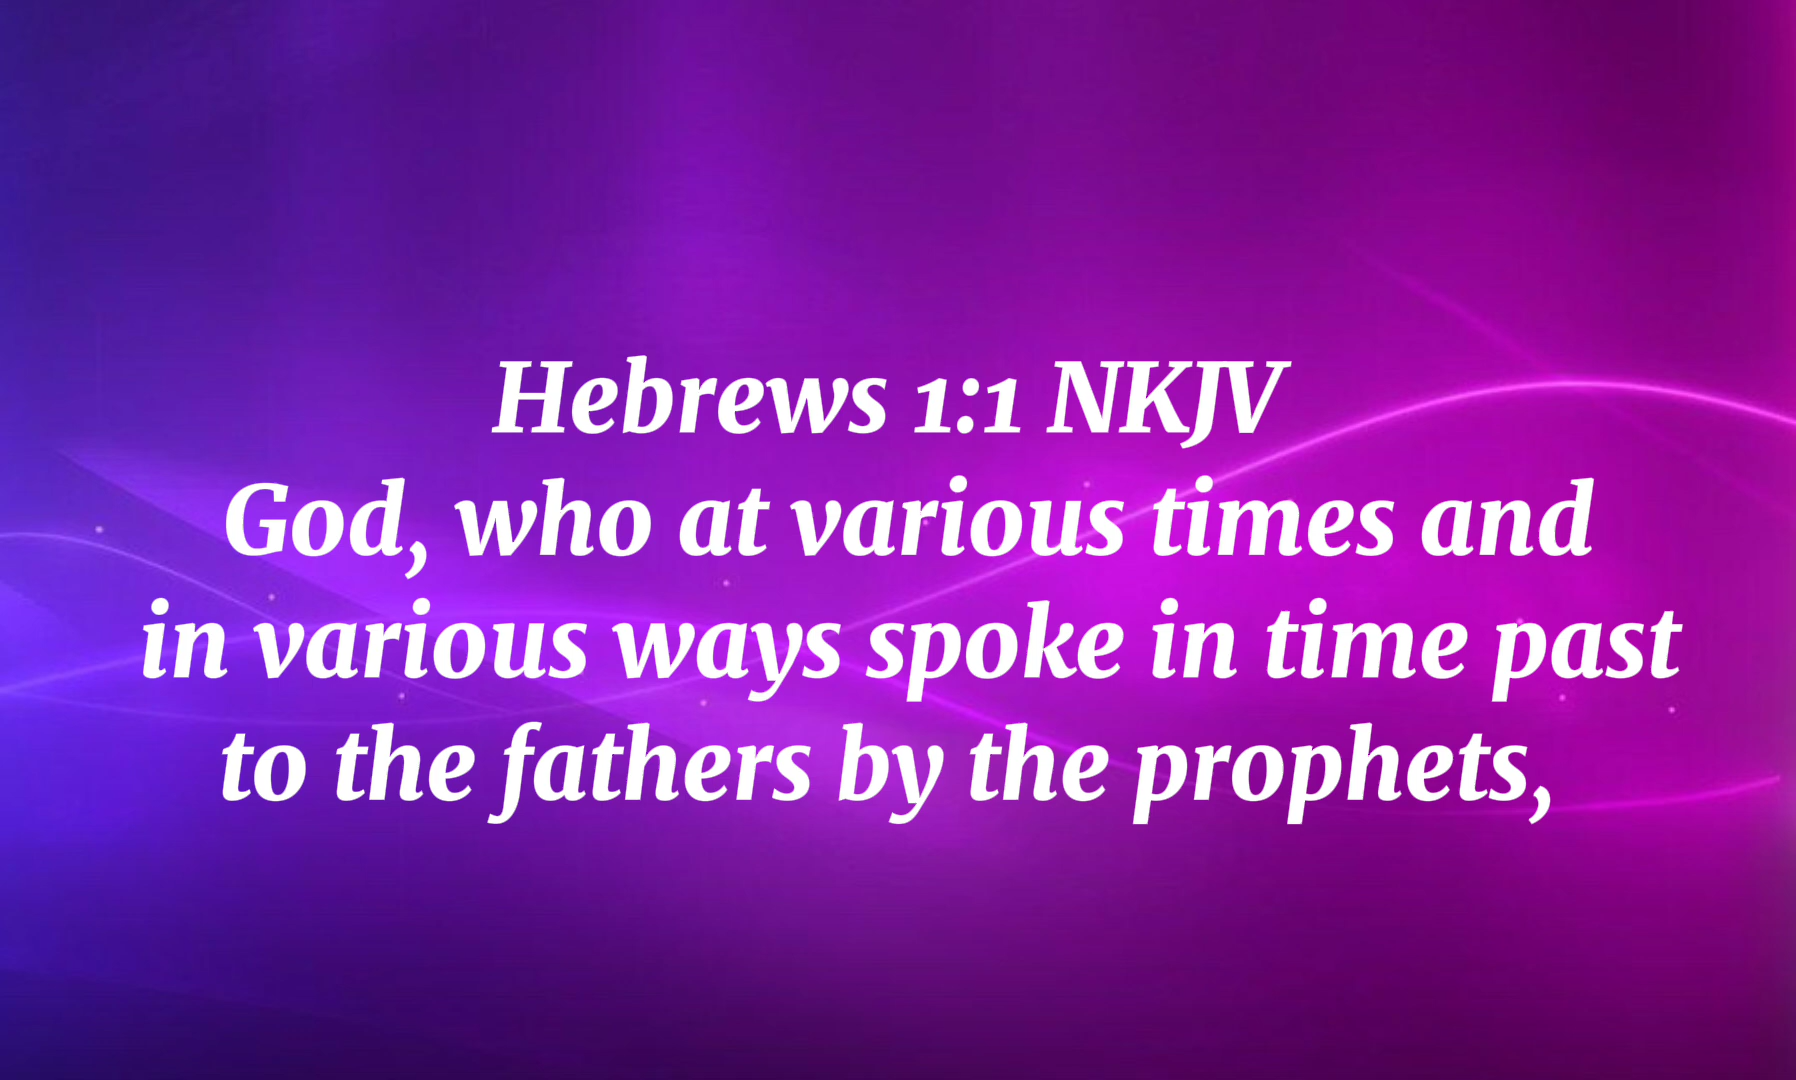 Hebrews 1:1 NKJV
God, who at various times and
in various ways spoke in time past
to the fathers by the prophets,